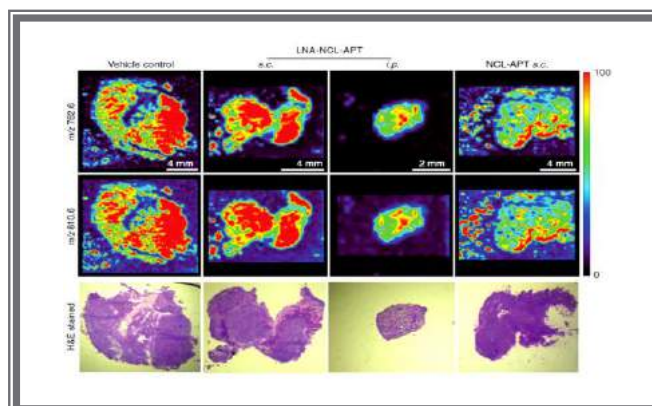 LNA-NCL-APT
Vehicle control
s.c.
i.p.
NCL-APT s.c.
m/z 782.6
4 mm
4 mm
2 mm
4 mm
100
m/z 810.6
0
H&E stained